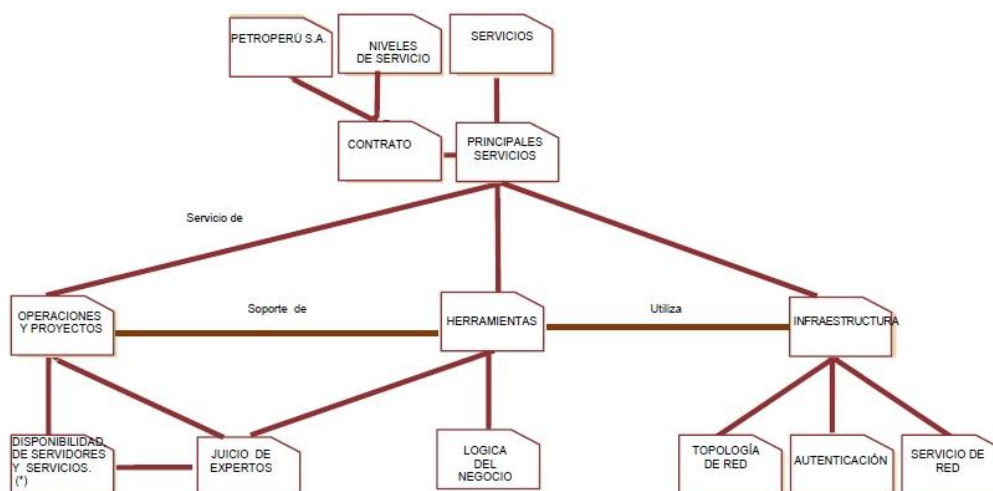 PETROPERÚ S.A.
NIVELES
DE SERVICIO
SERVICIOS
CONTRATO
PRINCIPALES
SERVICIOS
Servicio de
OPERACIONES
Y PROYECTOS
Soporte de
HERRAMIENTAS
Utiliza
INFRAESTRUCTURA
DISPONIBILIDAD
DE SERVIDORES
Y SERVICIOS.
(*)
JUICIO DE
EXPERTOS
LOGICA
DEL
NEGOCIO
TOPOLOGÍA
DE RED
AUTENTICACIÓN
SERVICIO DE
RED